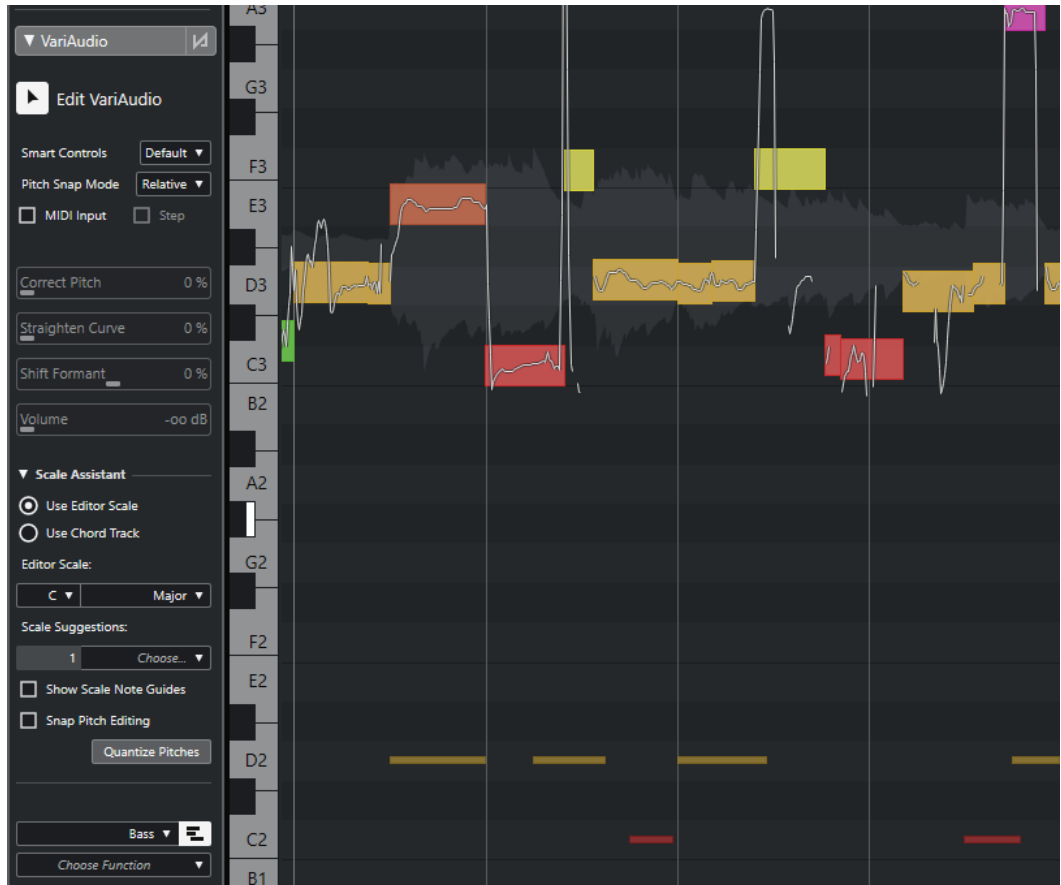 ▼ VariAudio
Edit VariAudio
Smart Controls Default ▼
Pitch Snap Mode Relative ▼
MIDI Input Step
Correct Pitch 0 %
Straighten Curve 0 %
Shift Formant 0 %
Volume -oo dB
▼ Scale Assistant
Use Editor Scale
Use Chord Track
Editor Scale:
C ▼ Major ▼
Scale Suggestions:
1 Choose... ▼
Show Scale Note Guides
Snap Pitch Editing
Quantize Pitches
Bass ▼
Choose Function ▼
A3
G3
F3
E3
D3
C3
B2
A2
G2
F2
E2
D2
C2
B1